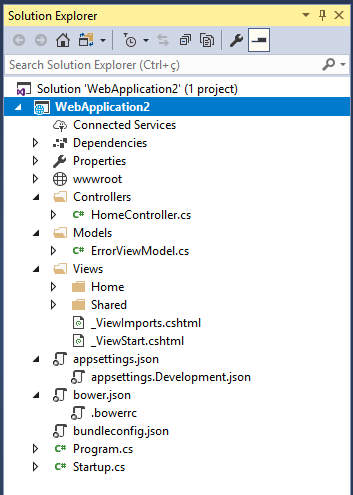 Solution Explorer
Search Solution Explorer (Ctrl+ç)
Solution 'WebApplication2' (1 project)
WebApplication2
Connected Services
Dependencies
Properties
wwwroot
Controllers
C# HomeController.cs
Models
C# ErrorViewModel.cs
Views
Home
Shared
_ViewImports.cshtml
_ViewStart.cshtml
appsettings.json
appsettings.Development.json
bower.json
.bowerrc
bundleconfig.json
C# Program.cs
C# Startup.cs